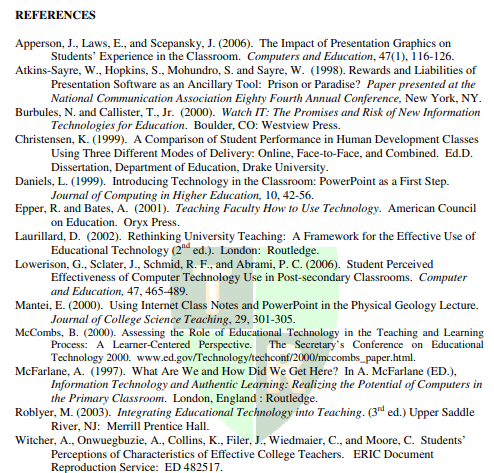 REFERENCES
Apperson, J., Laws, E., and Scepansky, J. (2006). The Impact of Presentation Graphics on
Students' Experience in the Classroom. Computers and Education, 47(1), 116-126.
Atkins-Sayre, W., Hopkins, S., Mohundro, S. and Sayre, W. (1998). Rewards and Liabilities of
Presentation Software as an Ancillary Tool: Prison or Paradise? Paper presented at the
National Communication Association Eighty Fourth Annual Conference, New York, NY.
Burbules, N. and Callister, T., Jr. (2000). Watch IT: The Promises and Risk of New Information
Technologies for Education. Boulder, CO: Westview Press.
Christensen, K. (1999). A Comparison of Student Performance in Human Development Classes
Using Three Different Modes of Delivery: Online, Face-to-Face, and Combined. Ed.D.
Dissertation, Department of Education, Drake University.
Daniels, L. (1999). Introducing Technology in the Classroom: PowerPoint as a First Step.
Journal of Computing in Higher Education, 10, 42-56.
Epper, R. and Bates, A. (2001). Teaching Faculty How to Use Technology. American Council
on Education. Oryx Press.
Laurillard, D. (2002). Rethinking University Teaching: A Framework for the Effective Use of
Educational Technology (2nd ed.). London: Routledge.
Lowerison, G., Sclater, J., Schmid, R. F., and Abrami, P. C. (2006). Student Perceived
Effectiveness of Computer Technology Use in Post-secondary Classrooms. Computer
and Education, 47, 465-489.
Mantei, E. (2000). Using Internet Class Notes and PowerPoint in the Physical Geology Lecture.
Journal of College Science Teaching, 29, 301-305.
McCombs, B. (2000). Assessing the Role of Educational Technology in the Teaching and Learning
Process: A Learner-Centered Perspective. The Secretary's Conference on Educational
Technology 2000. www.ed.gov/Technology/techconf/2000/mccombs_paper.html.
McFarlane, A. (1997). What Are We and How Did We Get Here? In A. McFarlane (ED.),
Information Technology and Authentic Learning: Realizing the Potential of Computers in
the Primary Classroom. London, England : Routledge.
Roblyer, M. (2003). Integrating Educational Technology into Teaching. (3rd ed.) Upper Saddle
River, NJ: Merrill Prentice Hall.
Witcher, A., Onwuegbuzie, A., Collins, K., Filer, J., Wiedmaier, C., and Moore, C. Students'
Perceptions of Characteristics of Effective College Teachers. ERIC Document
Reproduction Service: ED 482517.